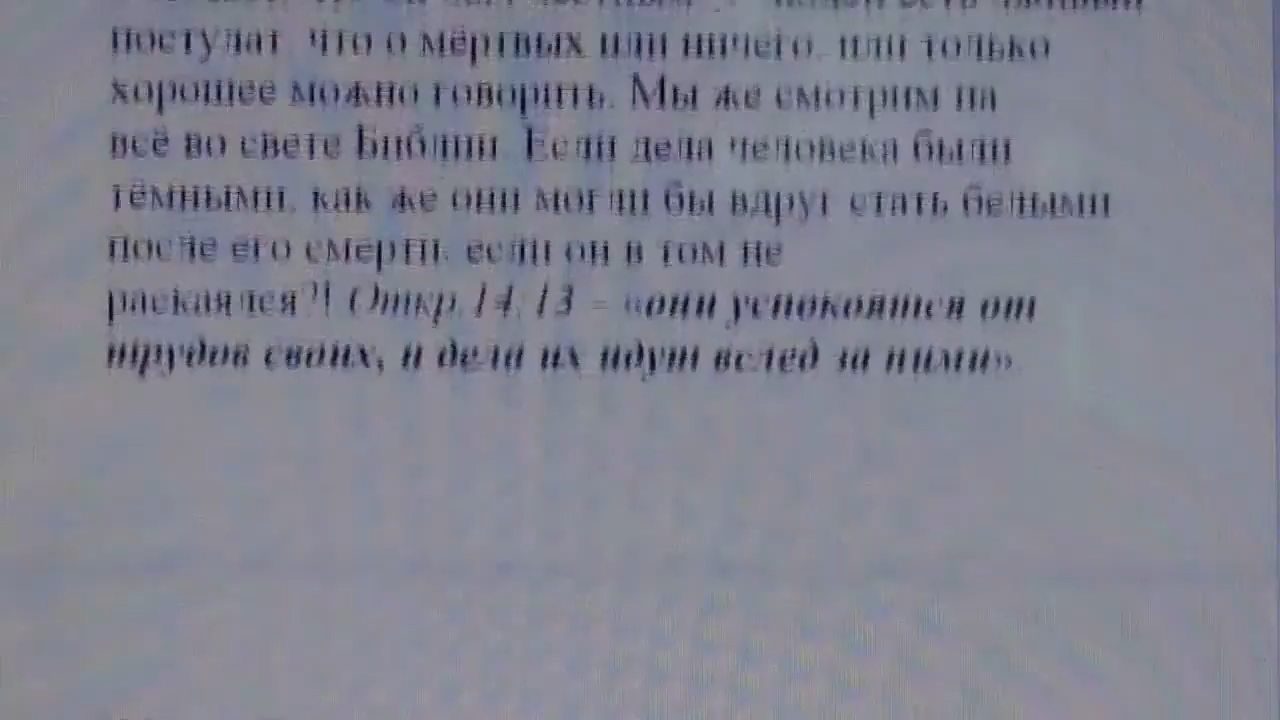 постулат, что о мёртвых или ничего, или только
хорошее можно говорить. Мы же смотрим на
всё во свете Библии. Если дела человека были
тёмными, как же они могли бы вдруг стать белыми
после его смерти, если он в том не
раскаялся?! Откр.14,13 – «они успокоятся от
трудов своих, и дела их идут вслед за ними»